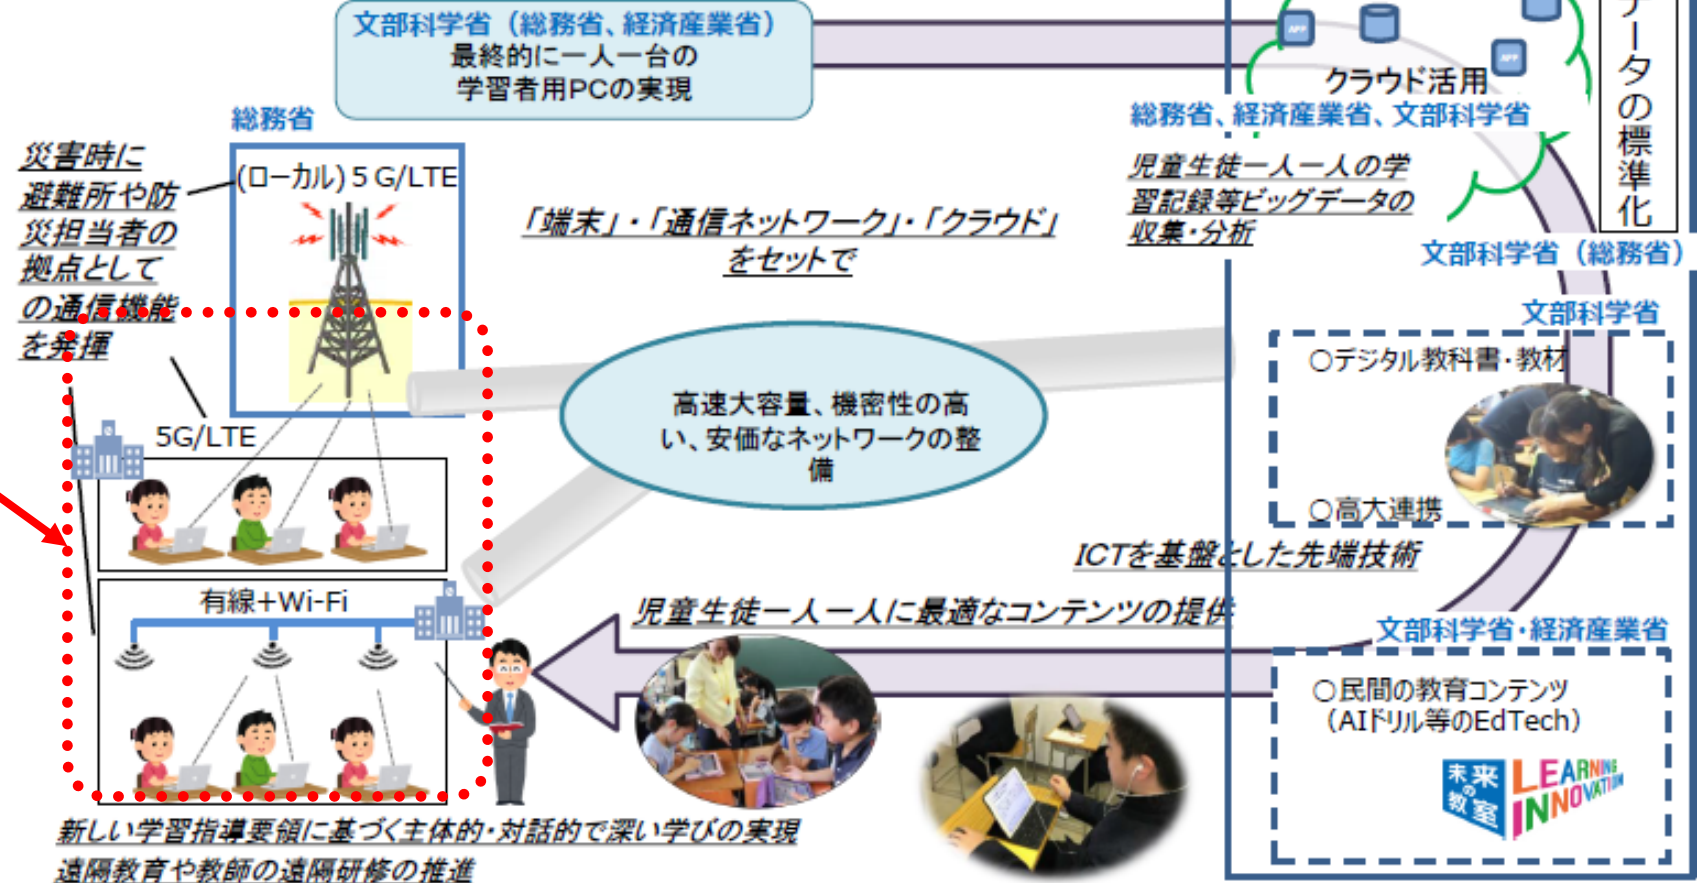 文部科学省（総務省、経済産業省）
最終的に一人一台の
学習者用PCの実現
クラウド活用
総務省、経済産業省、文部科学省
児童生徒一人一人の学
習記録等ビッグデータの
収集・分析
データの標準化
総務省
(ローカル) 5 G/LTE
災害時に
避難所や防
災担当者の
拠点として
の通信機能
を発揮
「端末」・「通信ネットワーク」・「クラウド」
をセットで
文部科学省（総務省）
文部科学省
○デジタル教科書・教材
○高大連携
高速大容量、機密性の高
い、安価なネットワークの整
備
5G/LTE
ICTを基盤とした先端技術
有線+Wi-Fi
児童生徒一人一人に最適なコンテンツの提供
文部科学省・経済産業省
○民間の教育コンテンツ
（AIドリル等のEdTech）
未来
の
教室
LEARNING
INNOVATION
新しい学習指導要領に基づく主体的・対話的で深い学びの実現
遠隔教育や教師の遠隔研修の推進
APP
APP